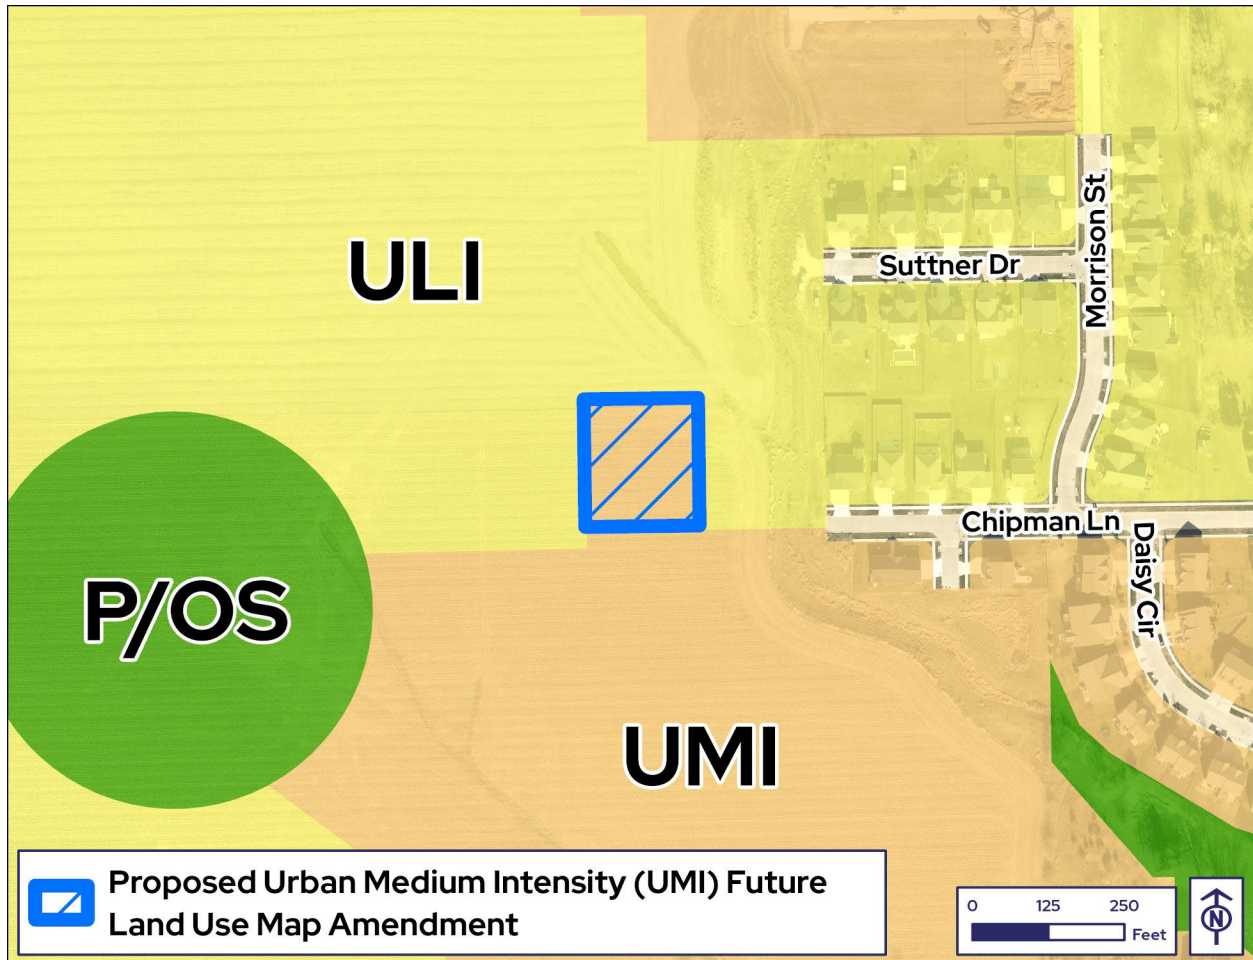 ULI
Suttner Dr
Morrison St
Chipman Ln
Daisy Cir
P/OS
UMI
Proposed Urban Medium Intensity (UMI) Future
Land Use Map Amendment
0 125 250
Feet
N